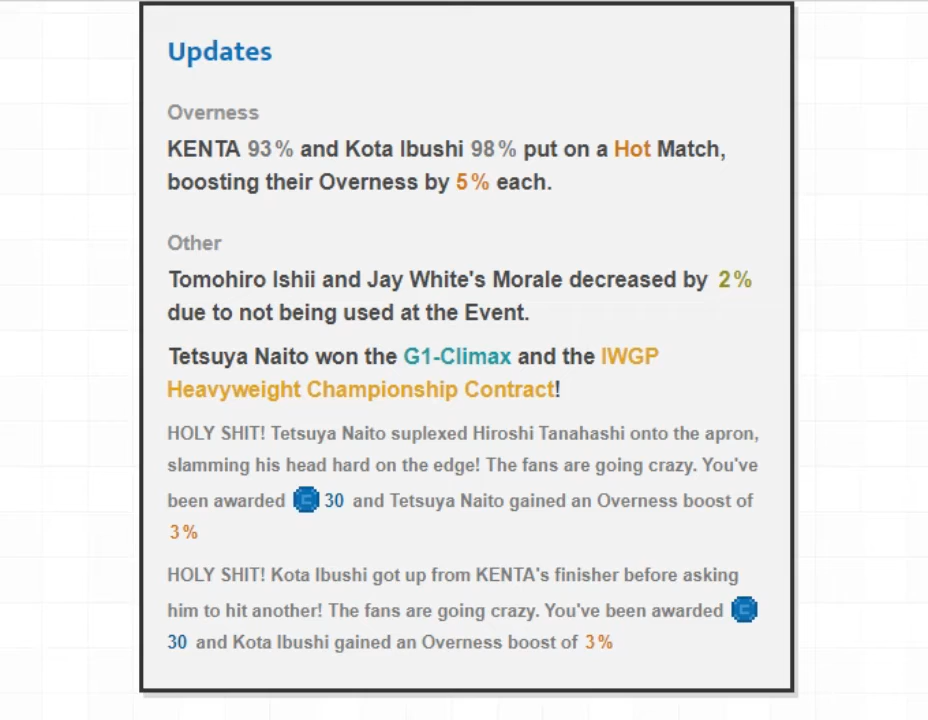 Updates
Overness
KENTA 93% and Kota Ibushi 98% put on a Hot Match,
boosting their Overness by 5% each.
Other
Tomohiro Ishii and Jay White's Morale decreased by 2%
due to not being used at the Event.
Tetsuya Naito won the G1-Climax and the IWGP
Heavyweight Championship Contract!
HOLY SHIT! Tetsuya Naito suplexed Hiroshi Tanahashi onto the apron,
slamming his head hard on the edge! The fans are going crazy. You've
been awarded C 30 and Tetsuya Naito gained an Overness boost of
3%
HOLY SHIT! Kota Ibushi got up from KENTA's finisher before asking
him to hit another! The fans are going crazy. You've been awarded C
30 and Kota Ibushi gained an Overness boost of 3%